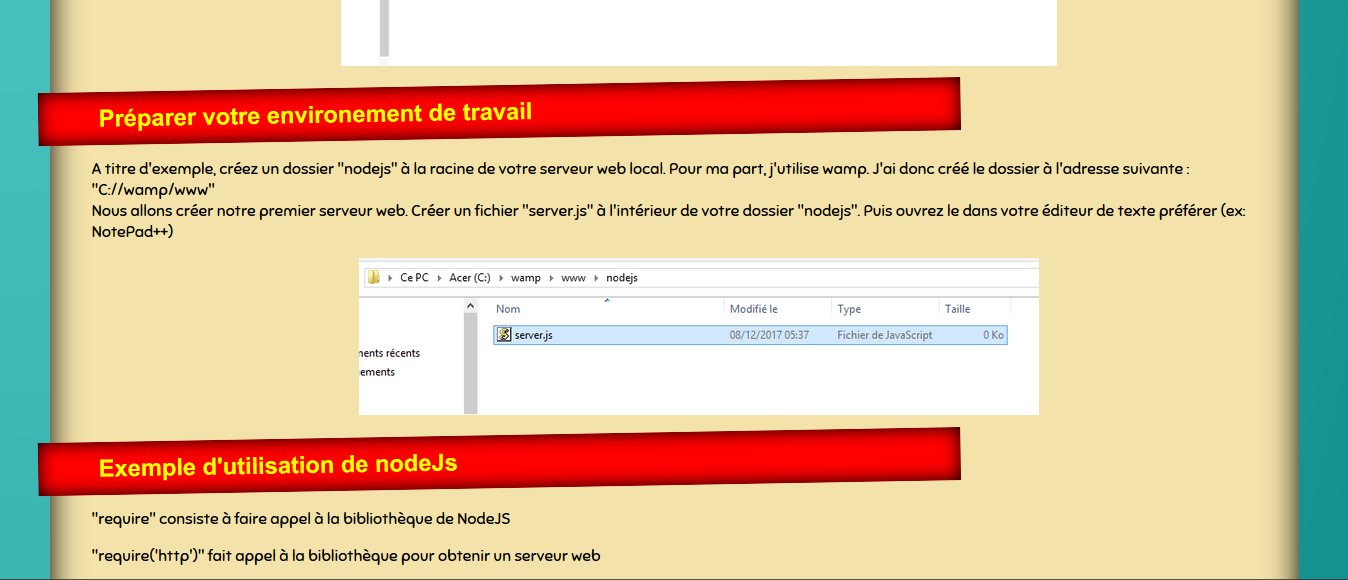 Préparer votre environement de travail
A titre d'exemple, créez un dossier "nodejs" à la racine de votre serveur web local. Pour ma part, j'utilise wamp. J'ai donc créé le dossier à l'adresse suivante :
"C://wamp/www"
Nous allons créer notre premier serveur web. Créer un fichier "server.js" à l'intérieur de votre dossier "nodejs". Puis ouvrez le dans votre éditeur de texte préférer (ex:
NotePad++)
Ce PC Acer (C:) wamp www nodejs
Nom Modifié le Type Taille
server.js 08/12/2017 05:37 Fichier de JavaScript 0 Ko
ments récents
ements
Exemple d'utilisation de nodeJs
"require" consiste à faire appel à la bibliothèque de NodeJS
"require('http')" fait appel à la bibliothèque pour obtenir un serveur web